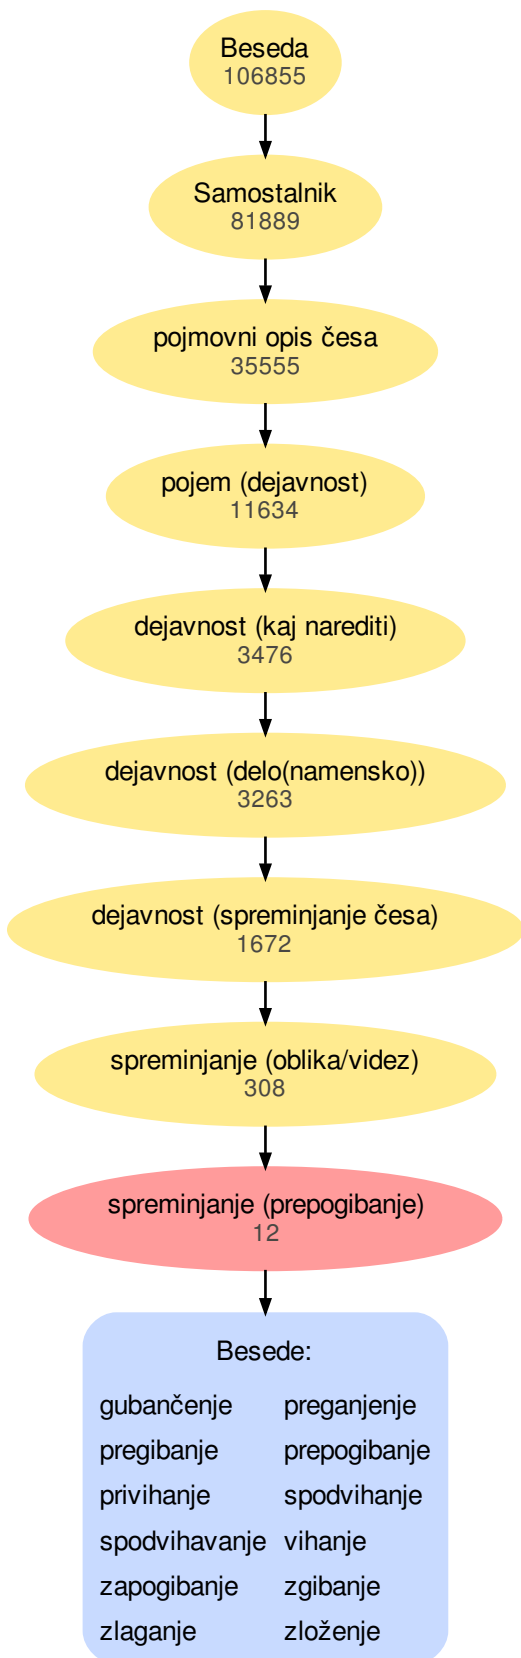 Beseda
106855
Samostalnik
81889
pojmovni opis česa
35555
pojem (dejavnost)
11634
dejavnost (kaj narediti)
3476
dejavnost (delo(namensko))
3263
dejavnost (spreminjanje česa)
1672
spreminjanje (oblika/videz)
308
spreminjanje (prepogibanje)
12
Besede:
gubančenje preganjenje
pregibanje prepogibanje
privihanje spodvihanje
spodvihavanje vihanje
zapogibanje zgibanje
zlaganje zloženje